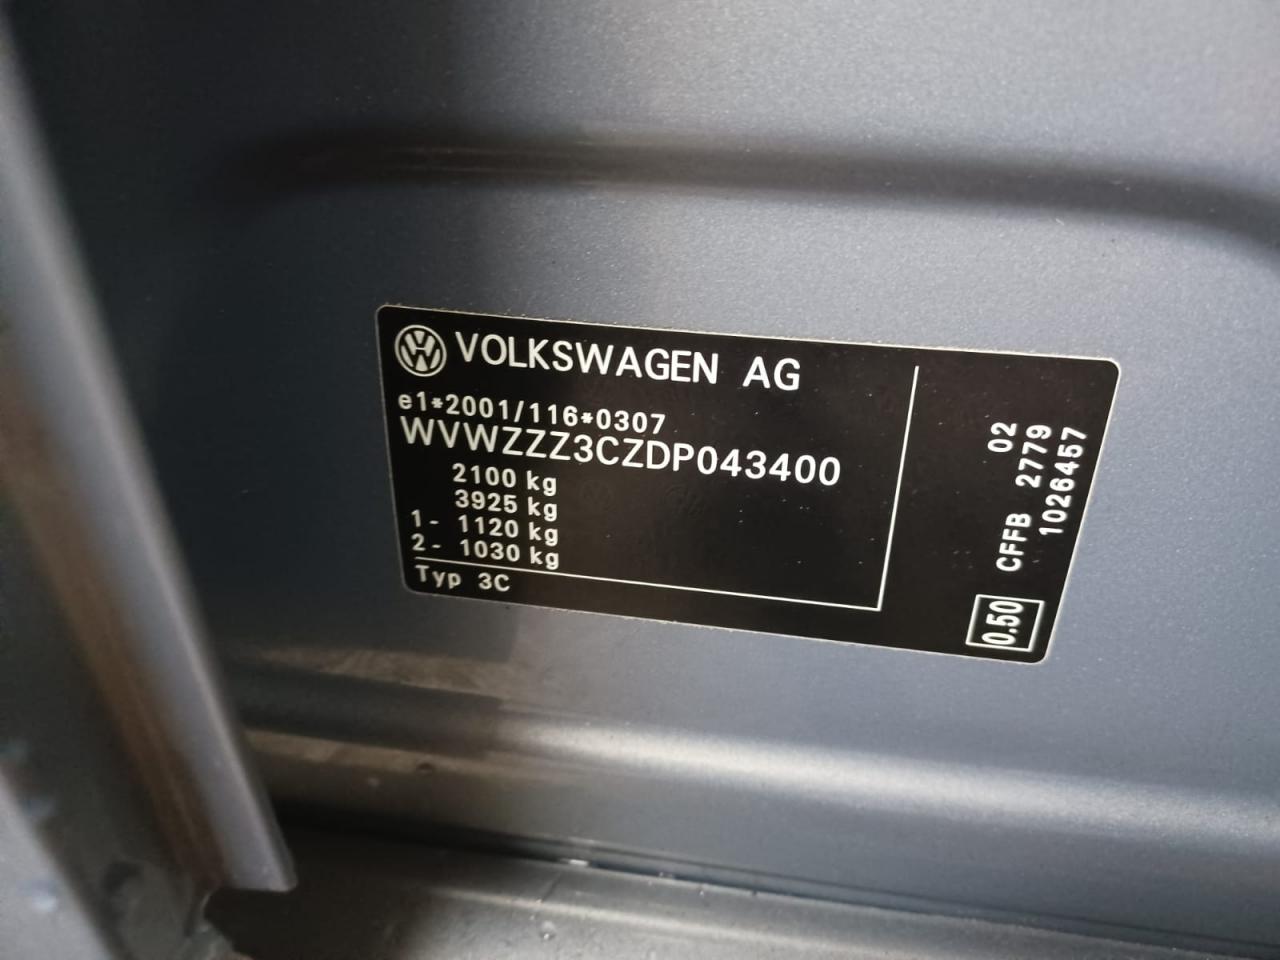 VOLKSWAGEN AG
e1*2001/116*0307
WVWZZZ3CZDP043400
2100 kg
3925 kg
1- 1120 kg
2- 1030 kg
Typ 3C
02
CFFB 2779
1026457
0.50